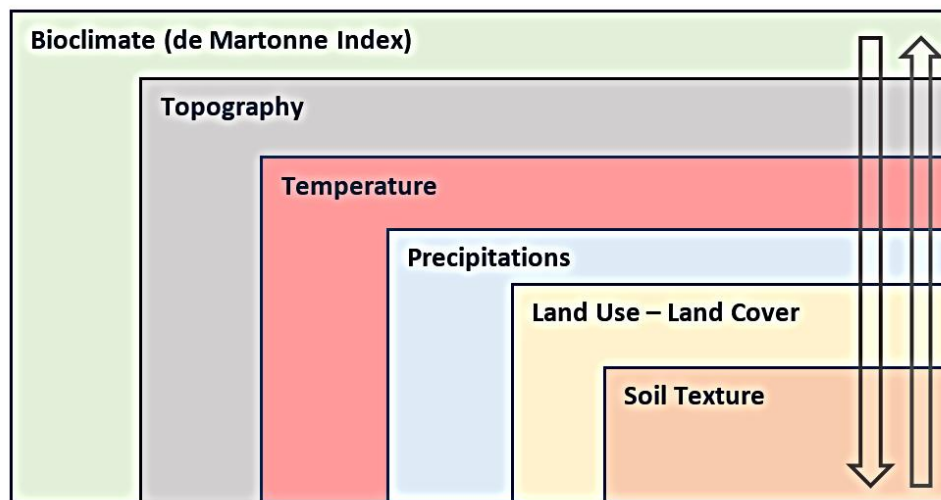 Bioclimate (de Martonne Index)
Topography
Temperature
Precipitations
Land Use – Land Cover
Soil Texture